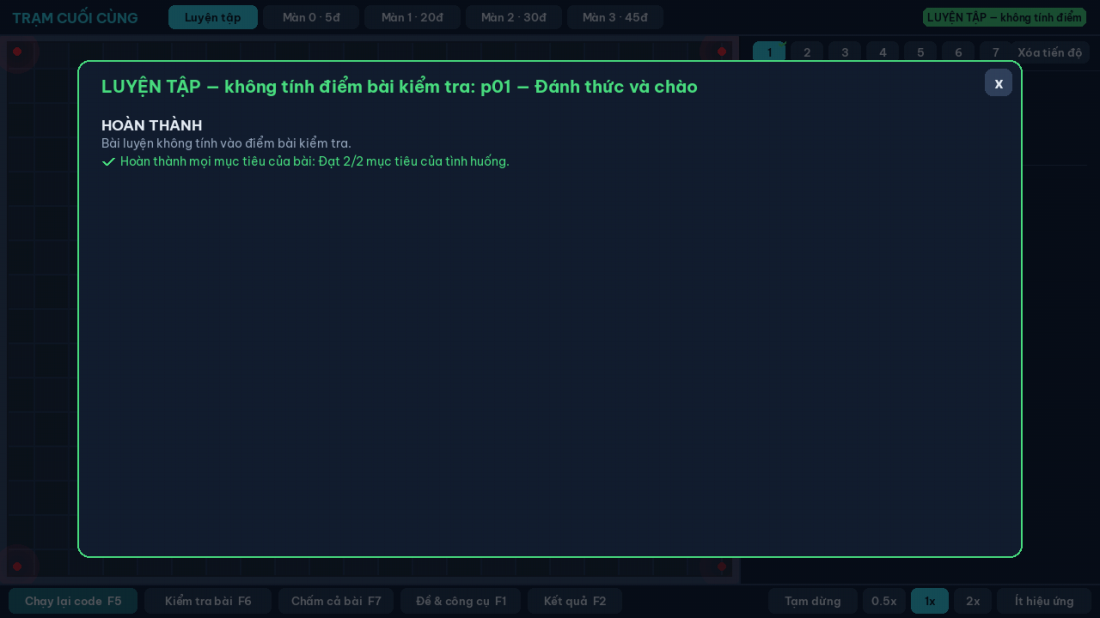 TRẠM CUỐI CÙNG
Luyện tập
Màn 0 · 5đ
Màn 1 · 20đ
Màn 2 · 30đ
Màn 3 · 45đ
LUYỆN TẬP — không tính điểm
1 2 3 4 5 6 7 Xóa tiến độ
LUYỆN TẬP — không tính điểm bài kiểm tra: p01 — Đánh thức và chào
x
HOÀN THÀNH
Bài luyện không tính vào điểm bài kiểm tra.
✓ Hoàn thành mọi mục tiêu của bài: Đạt 2/2 mục tiêu của tình huống.
Chạy lại code F5
Kiểm tra bài F6
Chấm cả bài F7
Đề & công cụ F1
Kết quả F2
Tạm dừng
0.5x
1x
2x
Ít hiệu ứng